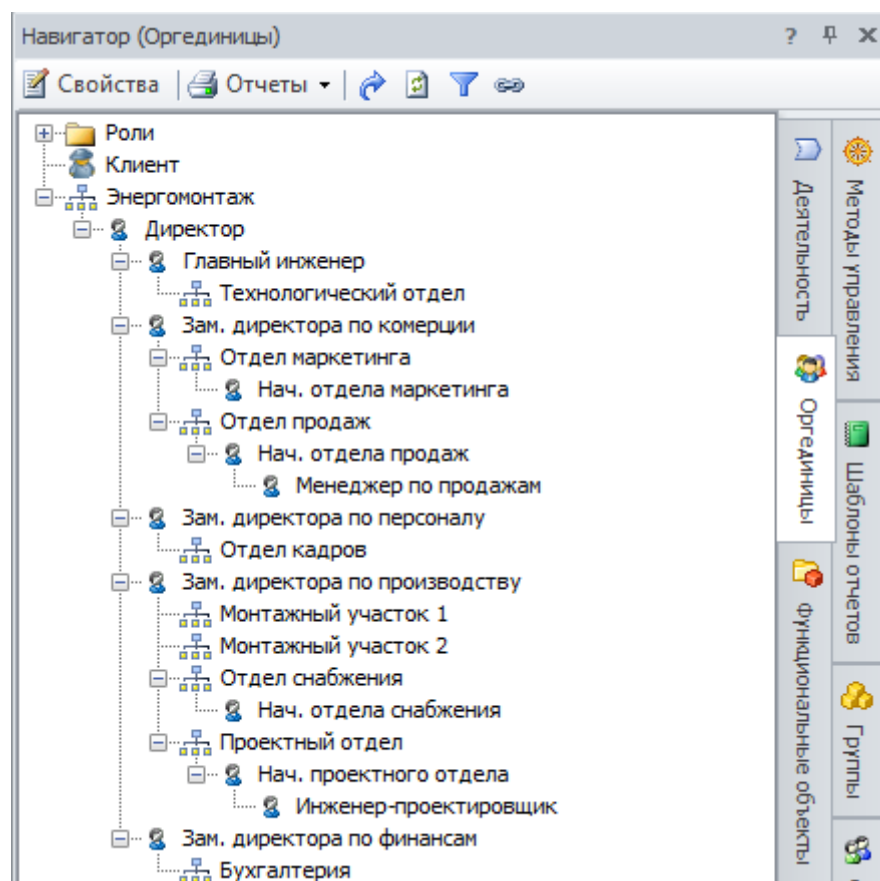 Навигатор (Оргединицы)
Свойства Отчеты
Роли
Клиент
Энергомонтаж
Директор
Главный инженер
Технологический отдел
Зам. директора по комерции
Отдел маркетинга
Нач. отдела маркетинга
Отдел продаж
Нач. отдела продаж
Менеджер по продажам
Зам. директора по персоналу
Отдел кадров
Зам. директора по производству
Монтажный участок 1
Монтажный участок 2
Отдел снабжения
Нач. отдела снабжения
Проектный отдел
Нач. проектного отдела
Инженер-проектировщик
Зам. директора по финансам
Бухгалтерия
Деятельность
Оргединицы
Функциональные объекты
Методы управления
Шаблоны отчетов
Группы